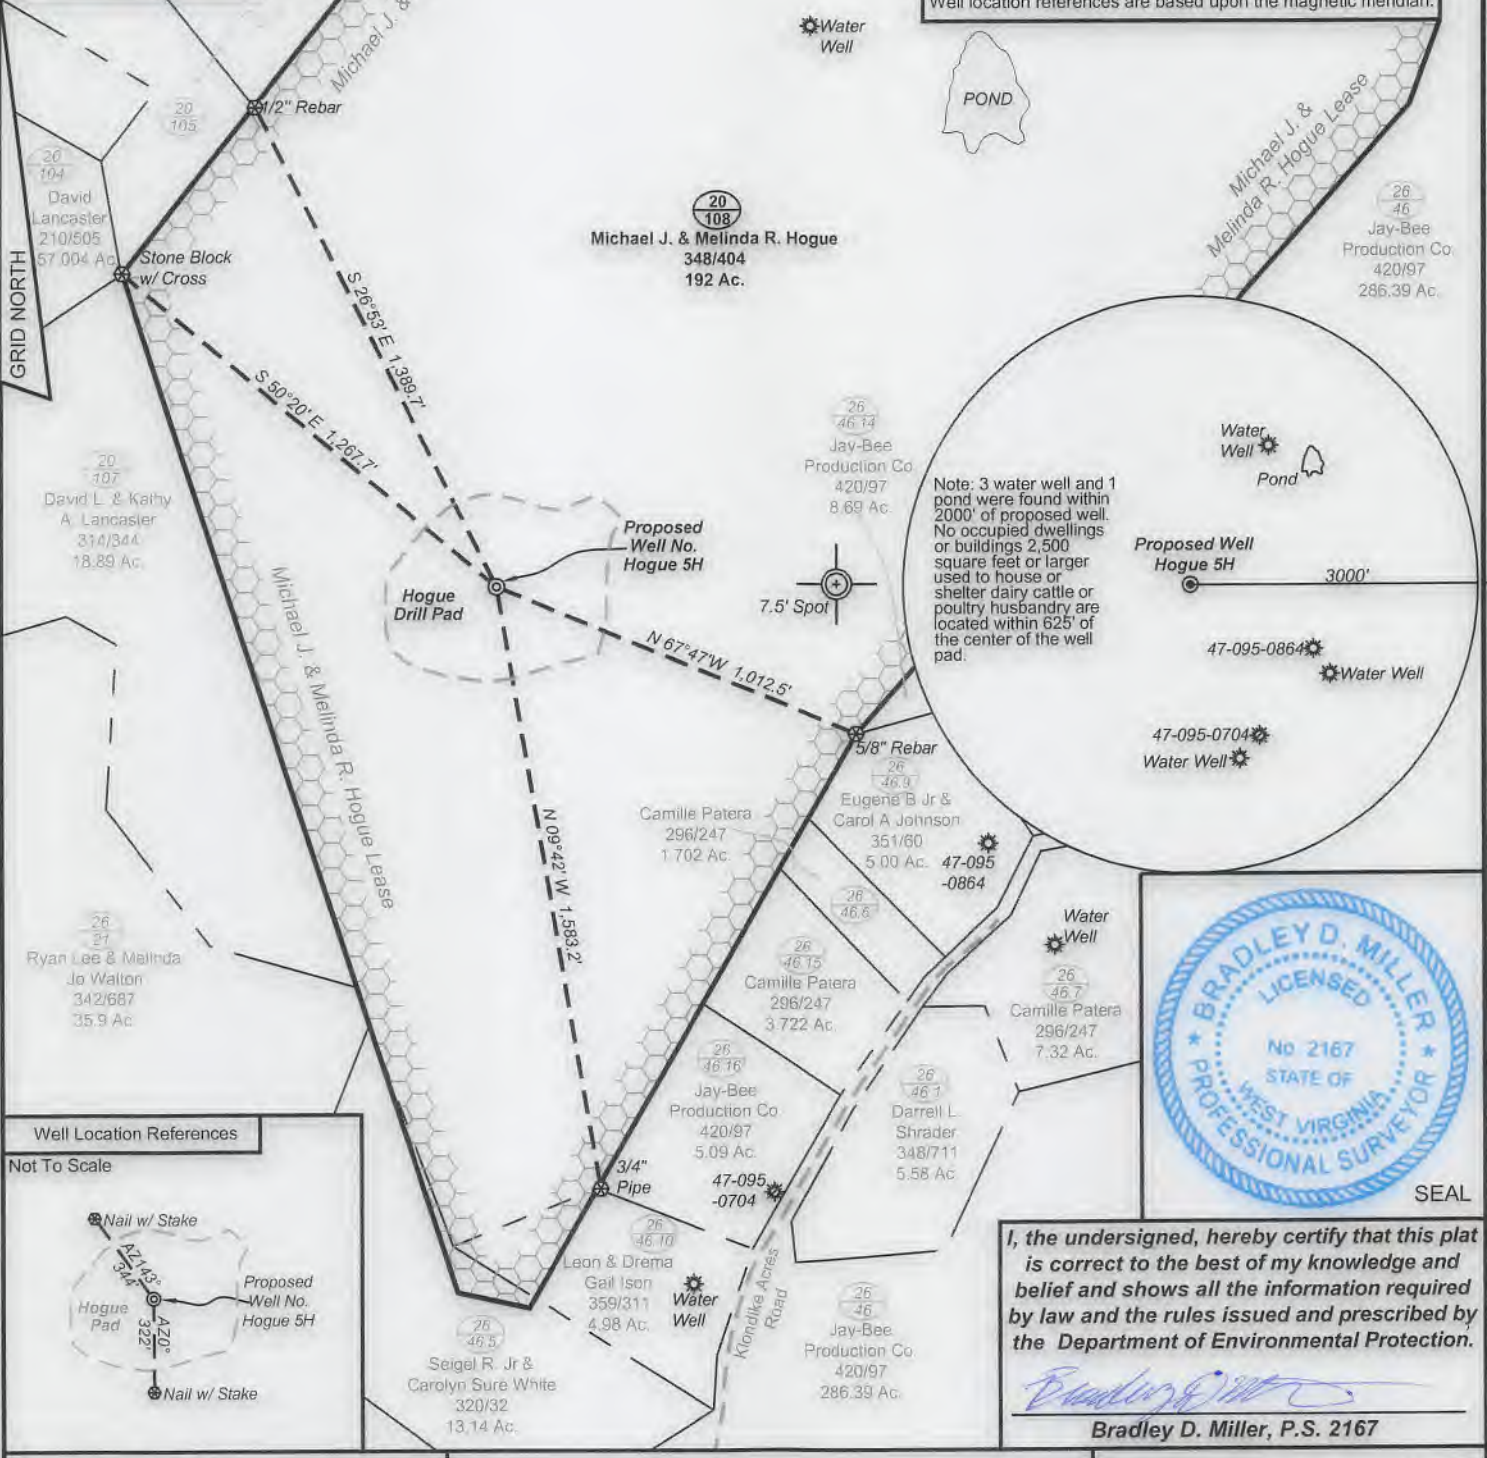 Well location references are based upon the magnetic meridian.
Water
Well
POND
Michael J. &
1/2" Rebar
20
105
20
104
David
Lancaster
210/505
57.004 Ac.
GRID NORTH
Stone Block
w/ Cross
20
108
Michael J. & Melinda R. Hogue
348/404
192 Ac.
Michael J. &
Melinda R. Hogue Lease
26
46
Jay-Bee
Production Co
420/97
286.39 Ac.
S 26°53' E 1,389.7'
S 50°20' E 1,267.7'
20
107
David L. & Kathy
A. Lancaster
314/344
18.89 Ac.
26
46.14
Jay-Bee
Production Co
420/97
8.69 Ac.
Proposed
Well No.
Hogue 5H
Hogue
Drill Pad
7.5' Spot
N 67°47'W 1,012.5'
5/8" Rebar
Michael J. & Melinda R. Hogue Lease
N 09°42' W 1,583.2'
Note: 3 water well and 1
pond were found within
2000' of proposed well.
No occupied dwellings
or buildings 2,500
square feet or larger
used to house or
shelter dairy cattle or
poultry husbandry are
located within 625' of
the center of the well
pad.
Water
Well
Pond
Proposed Well
Hogue 5H
3000'
47-095-0864
Water Well
47-095-0704
Water Well
Camille Patera
296/247
1.702 Ac.
26
46.9
Eugene B Jr &
Carol A Johnson
351/60
5.00 Ac.
47-095
-0864
26
46.6
26
46.15
Camille Patera
296/247
3.722 Ac.
Water
Well
26
46.7
Camille Patera
296/247
7.32 Ac.
26
21
Ryan Lee & Melinda
Jo Walton
342/687
35.9 Ac.
26
46.16
Jay-Bee
Production Co
420/97
5.09 Ac.
47-095
-0704
26
46.1
Darrell L.
Shrader
348/711
5.58 Ac.
3/4"
Pipe
26
46.10
Leon & Drema
Gail Ison
359/311
4.98 Ac.
Water
Well
Klondike Acres
Road
26
46
Jay-Bee
Production Co
420/97
286.39 Ac.
26
46.5
Seigel R. Jr &
Carolyn Sure White
320/32
13.14 Ac.
Well Location References
Not To Scale
Nail w/ Stake
AZ143°
344'
Proposed
Well No.
Hogue 5H
Hogue
Pad
AZ0°
322'
Nail w/ Stake
BRADLEY D. MILLER
LICENSED
No 2167
STATE OF
WEST VIRGINIA
PROFESSIONAL SURVEYOR
SEAL
I, the undersigned, hereby certify that this plat
is correct to the best of my knowledge and
belief and shows all the information required
by law and the rules issued and prescribed by
the Department of Environmental Protection.
Bradley D. Miller, P.S. 2167